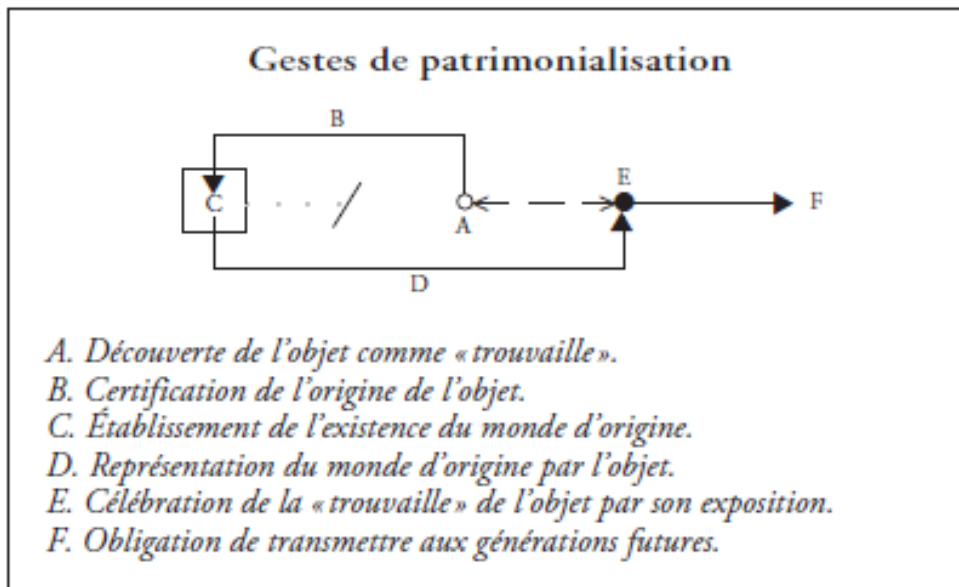 Gestes de patrimonialisation
B
E
C
F
A
D
A. Découverte de l'objet comme « trouvaille ».
B. Certification de l'origine de l'objet.
C. Établissement de l'existence du monde d'origine.
D. Représentation du monde d'origine par l'objet.
E. Célébration de la « trouvaille » de l'objet par son exposition.
F. Obligation de transmettre aux générations futures.